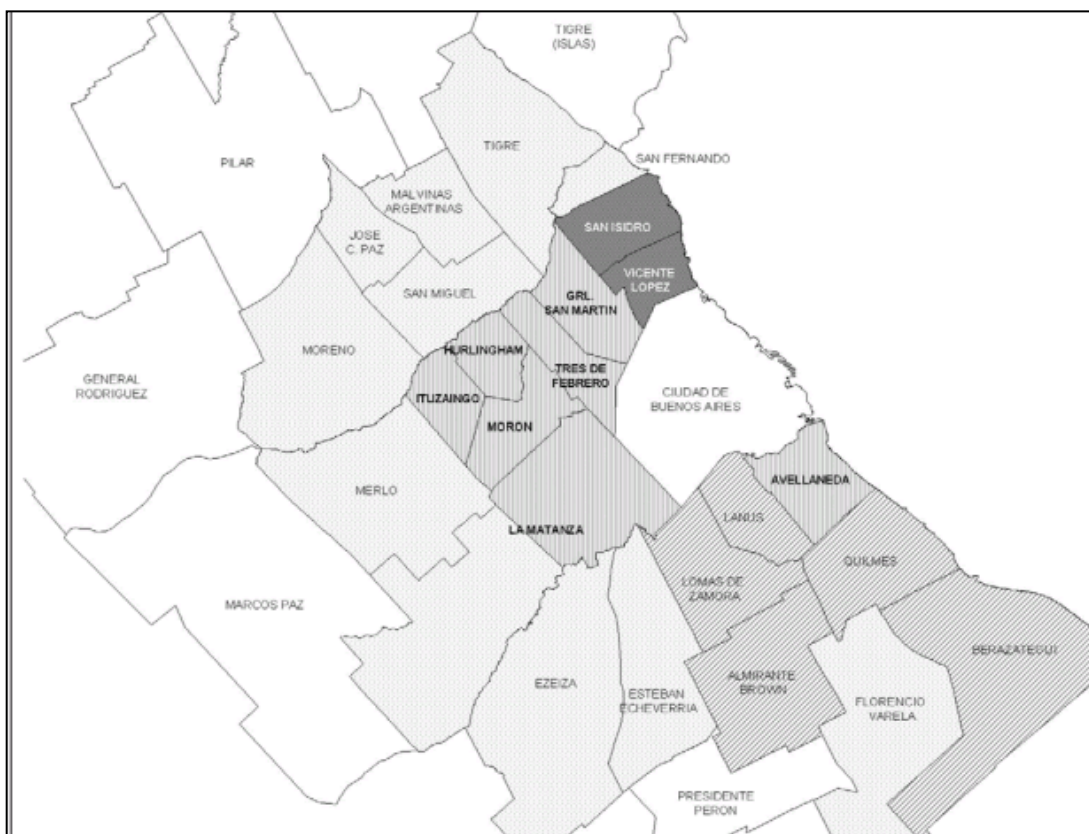 TIGRE
(ISLAS)
PILAR
TIGRE
SAN FERNANDO
MALVINAS
ARGENTINAS
SAN ISIDRO
JOSE
C. PAZ
VICENTE
LOPEZ
SAN MIGUEL
GRL.
SAN MARTIN
MORENO
HURLINGHAM
TRES DE
FEBRERO
GENERAL
RODRIGUEZ
ITUZAINGO
CIUDAD DE
BUENOS AIRES
MORON
MERLO
AVELLANEDA
LANUS
LA MATANZA
QUILMES
LOMAS DE
ZAMORA
MARCOS PAZ
BERAZATEGUI
EZEIZA
ESTEBAN
ECHEVERRIA
ALMIRANTE
BROWN
FLORENCIO
VARELA
PRESIDENTE
PERON